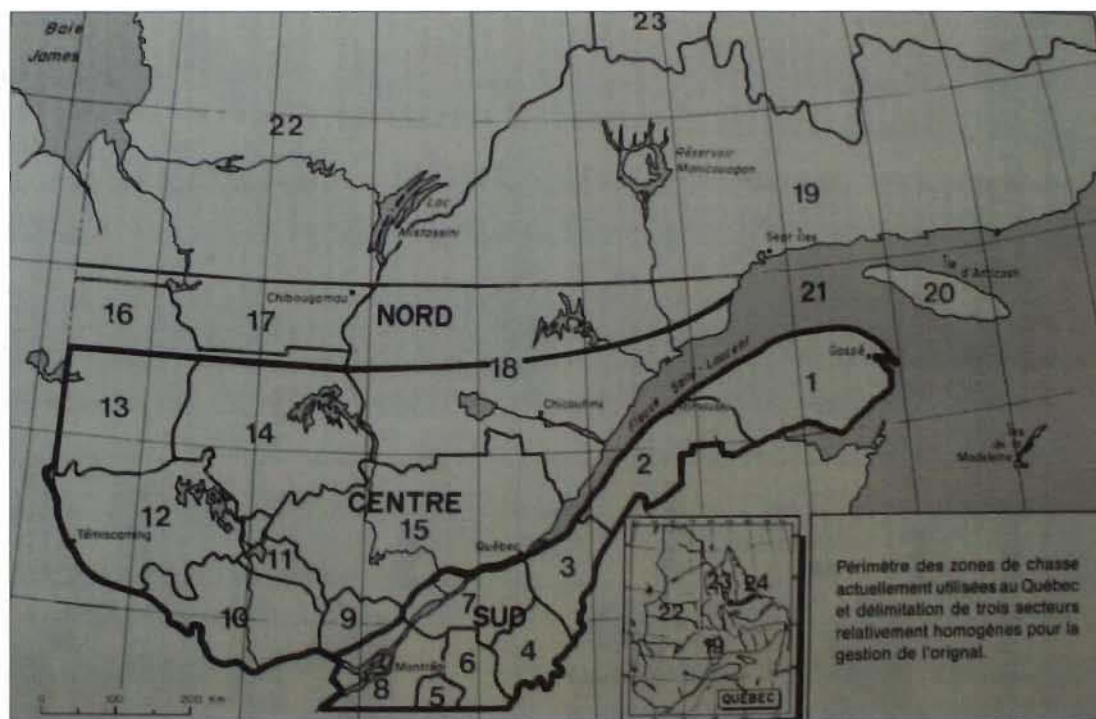 23
Baie
James
22
Réservoir
Manicouagan
19
Lac
Mistassini
Sept-Îles
Île
d'Anticosti
20
21
Chibougamau
16
17
NORD
18
Fleuve Saint-Laurent
Gaspé
1
13
14
Chicoutimi
Rimouski
2
Îles
de
Madeleine
CENTRE
12
15
Témiscaming
11
Québec
3
10
9
7
SUD
4
6
Montréal
8
5
23
24
22
19
QUÉBEC
Périmètre des zones de chasse
actuellement utilisées au Québec
et délimitation de trois secteurs
relativement homogènes pour la
gestion de l'orignal.
0 100 200 Km